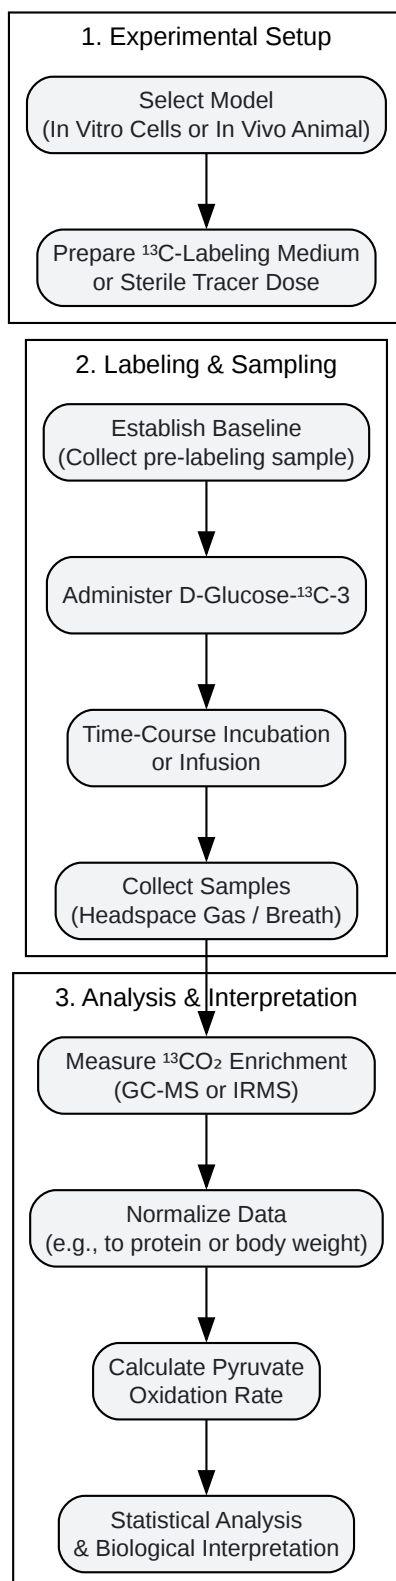 1. Experimental Setup
Select Model
(In Vitro Cells or In Vivo Animal)
Prepare ¹³C-Labeling Medium
or Sterile Tracer Dose
2. Labeling & Sampling
Establish Baseline
(Collect pre-labeling sample)
Administer D-Glucose-¹³C-3
Time-Course Incubation
or Infusion
Collect Samples
(Headspace Gas / Breath)
3. Analysis & Interpretation
Measure ¹³CO₂ Enrichment
(GC-MS or IRMS)
Normalize Data
(e.g., to protein or body weight)
Calculate Pyruvate
Oxidation Rate
Statistical Analysis
& Biological Interpretation